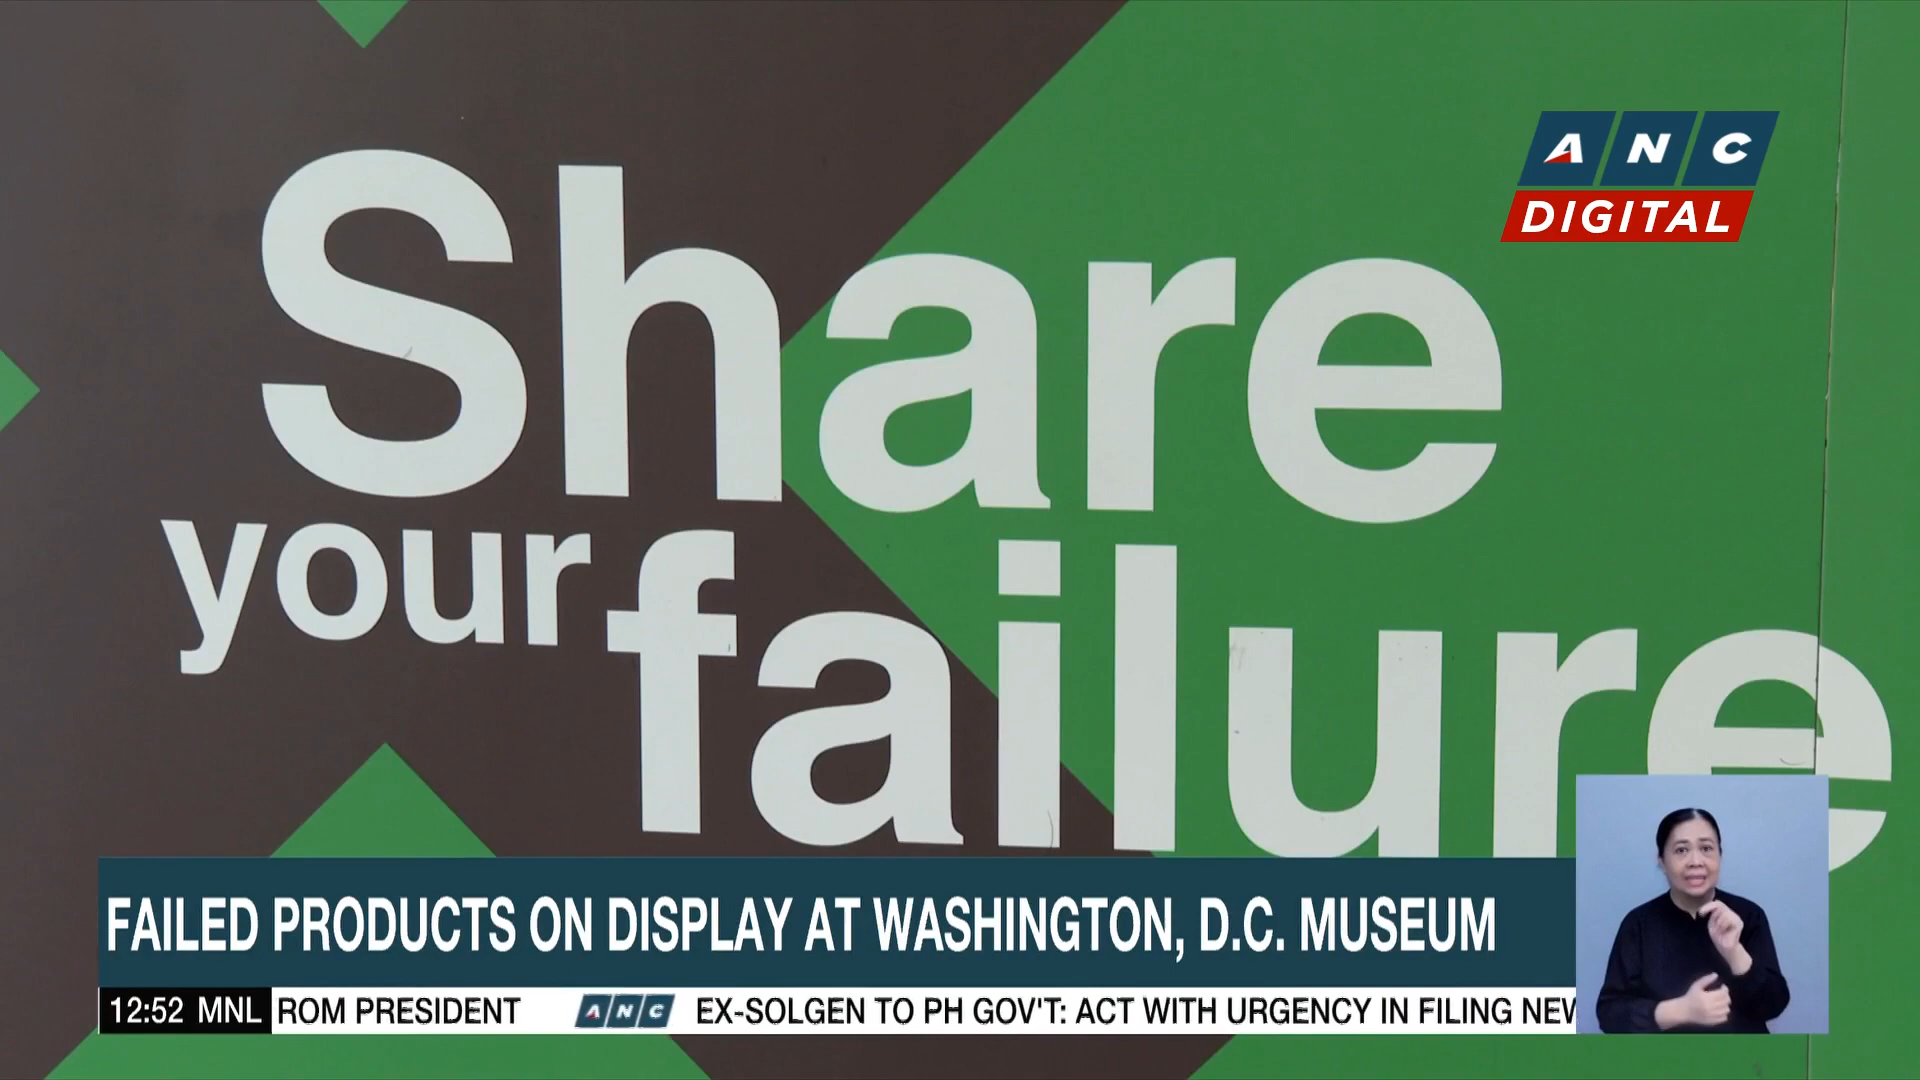 Share
your failure
ANC
DIGITAL
FAILED PRODUCTS ON DISPLAY AT WASHINGTON, D.C. MUSEUM
12:52 MNL ROM PRESIDENT ANC EX-SOLGEN TO PH GOV'T: ACT WITH URGENCY IN FILING NEW